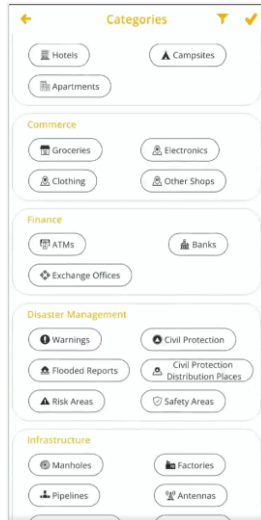 Categories
Hotels
Campsites
Apartments
Commerce
Groceries
Electronics
Clothing
Other Shops
Finance
ATMs
Banks
Exchange Offices
Disaster Management
Warnings
Civil Protection
Flooded Reports
Civil Protection
Distribution Places
Risk Areas
Safety Areas
Infrastructure
Manholes
Factories
Pipelines
Antennas